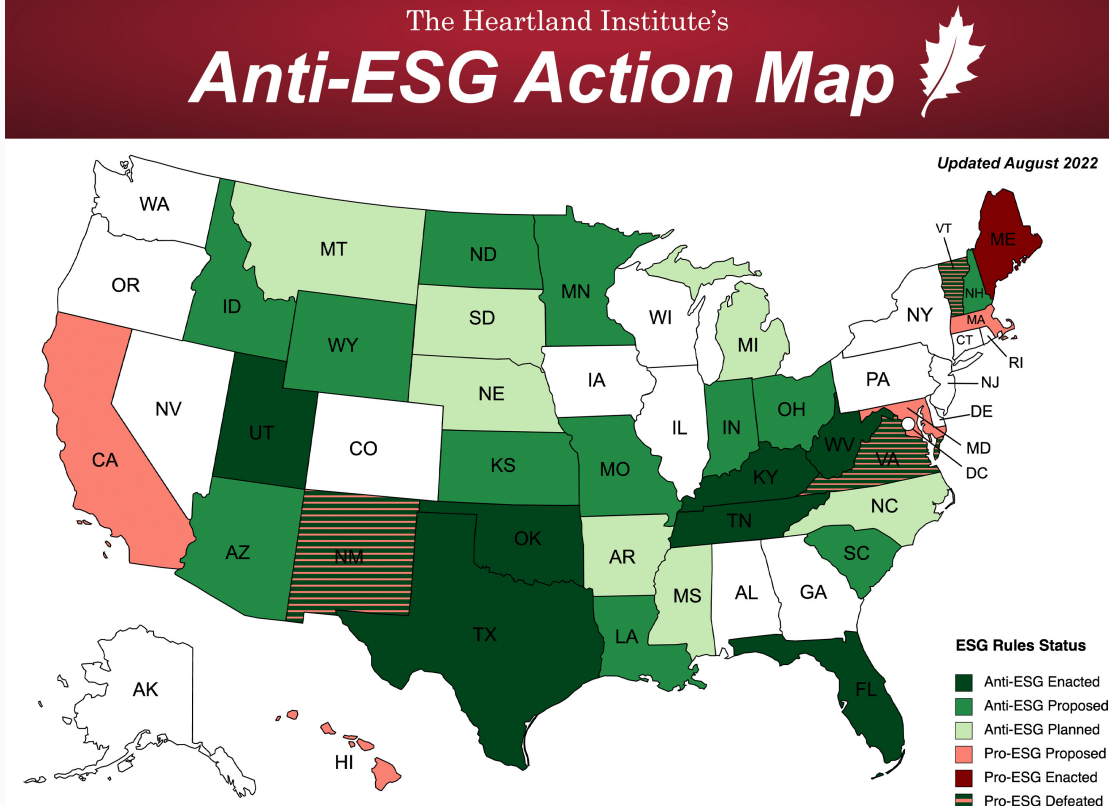 The Heartland Institute's
Anti-ESG Action Map
Updated August 2022
WA
MT
ND
MN
VT
ME
OR
ID
WY
SD
WI
MI
NY
NH
MA
CT
RI
NV
UT
CO
NE
IA
IL
IN
OH
PA
NJ
DE
MD
DC
CA
KS
MO
KY
WV
VA
AZ
NM
OK
AR
TN
NC
SC
TX
LA
MS
AL
GA
FL
AK
HI
ESG Rules Status
Anti-ESG Enacted
Anti-ESG Proposed
Anti-ESG Planned
Pro-ESG Proposed
Pro-ESG Enacted
Pro-ESG Defeated